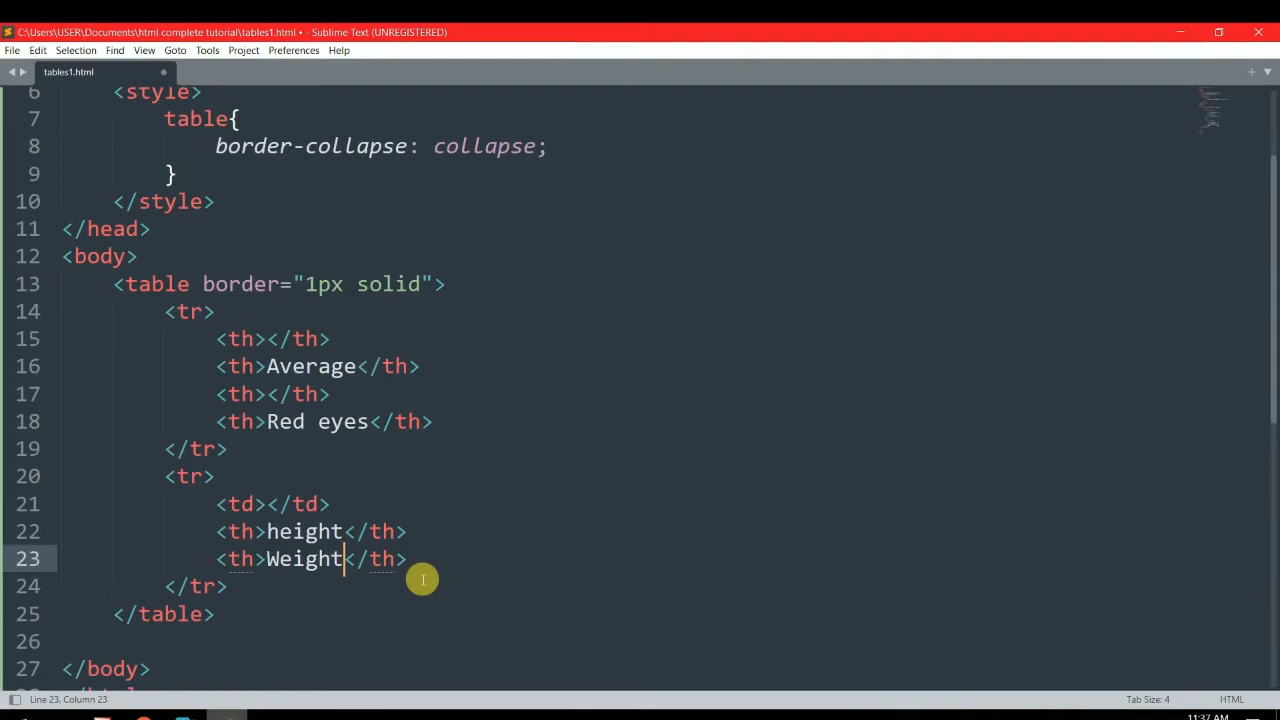 C:\Users\USER\Documents\html complete tutorial\tables1.html • - Sublime Text (UNREGISTERED)
File Edit Selection Find View Goto Tools Project Preferences Help
tables1.html
6 <style>
7 table{
8 border-collapse: collapse;
9 }
10 </style>
11 </head>
12 <body>
13 <table border="1px solid">
14 <tr>
15 <th></th>
16 <th>Average</th>
17 <th></th>
18 <th>Red eyes</th>
19 </tr>
20 <tr>
21 <td></td>
22 <th>height</th>
23 <th>Weight</th>
24 </tr>
25 </table>
26
27 </body>
Line 23, Column 23 Tab Size: 4 HTML
11:37 AM